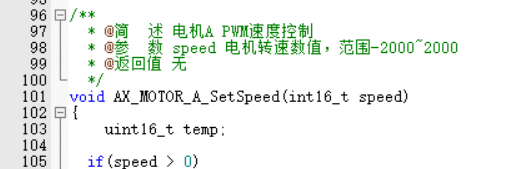 96 /**
97 * @简 述 电机A PWM速度控制
98 * @参 数 speed 电机转速数值，范围-2000~2000
99 * @返回值 无
100 */
101 void AX_MOTOR_A_SetSpeed(int16_t speed)
102 {
103 uint16_t temp;
104
105 if(speed > 0)